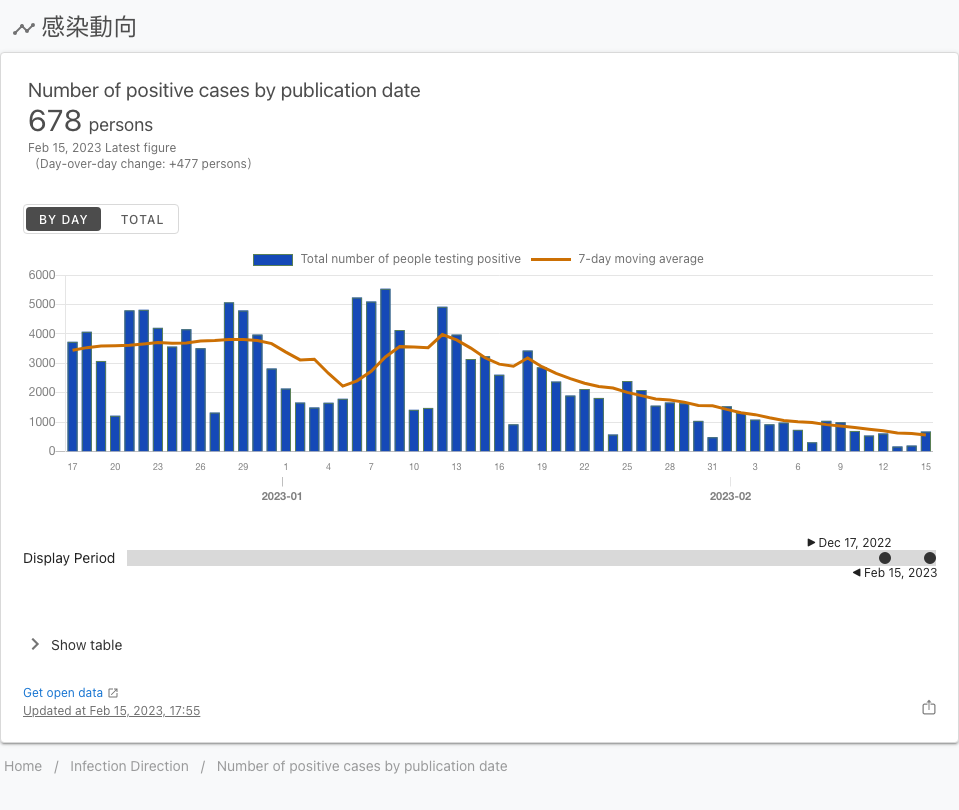 感染動向
Number of positive cases by publication date
678 persons
Feb 15, 2023 Latest figure
(Day-over-day change: +477 persons)
BY DAY TOTAL
Total number of people testing positive 7-day moving average
6000
5000
4000
3000
2000
1000
0
17 20 23 26 29 1 4 7 10 13 16 19 22 25 28 31 3 6 9 12 15
2023-01 2023-02
Dec 17, 2022
Display Period
Feb 15, 2023
Show table
Get open data
Updated at Feb 15, 2023, 17:55
Home / Infection Direction / Number of positive cases by publication date